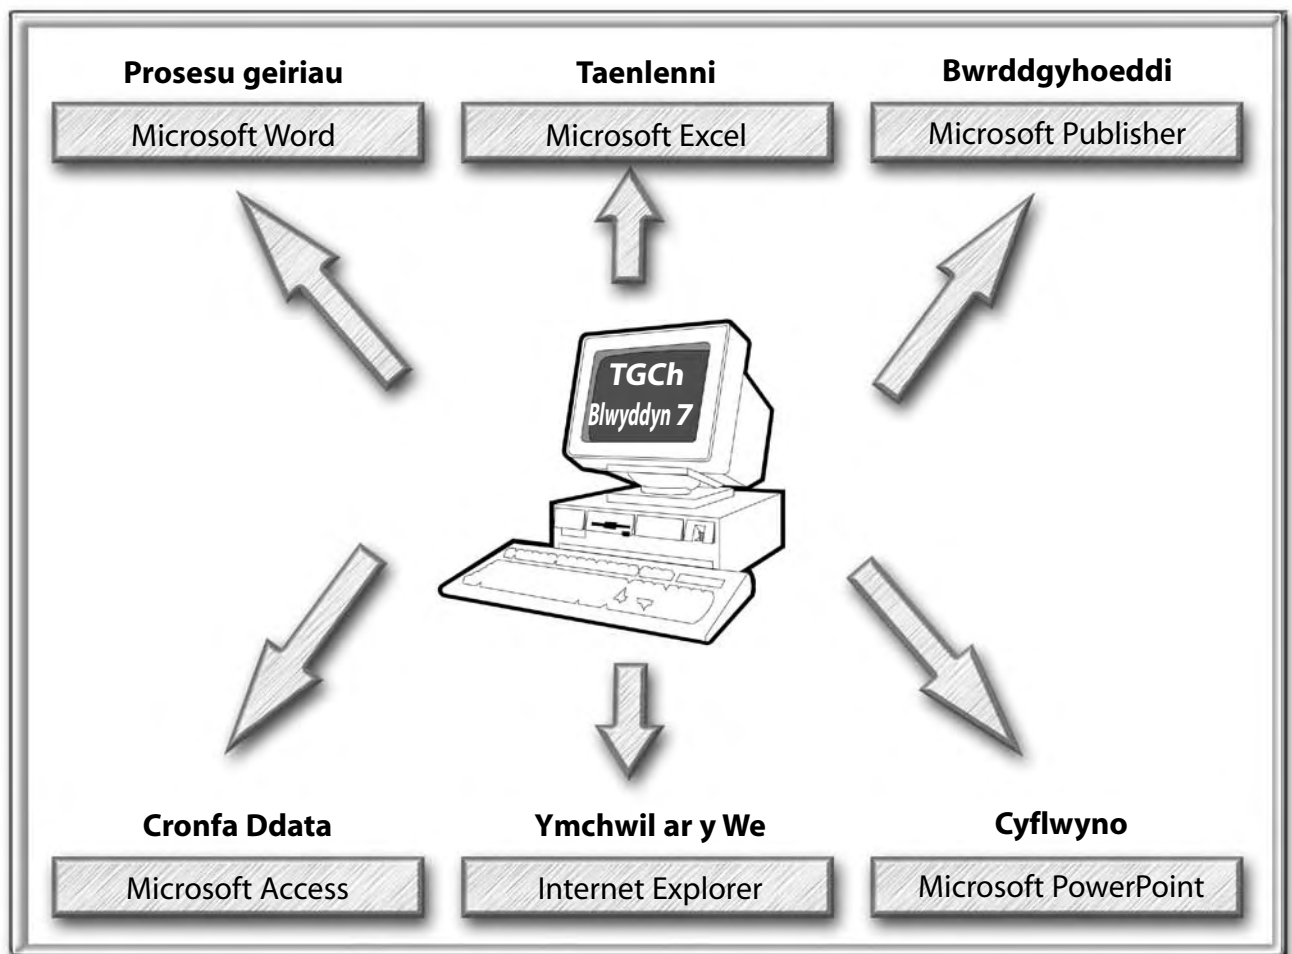 Prosesu geiriau
Microsoft Word
Taenlenni
Microsoft Excel
Bwrddgyhoeddi
Microsoft Publisher
TGCh
Blwyddyn 7
Cronfa Ddata
Microsoft Access
Ymchwil ar y We
Internet Explorer
Cyflwyno
Microsoft PowerPoint